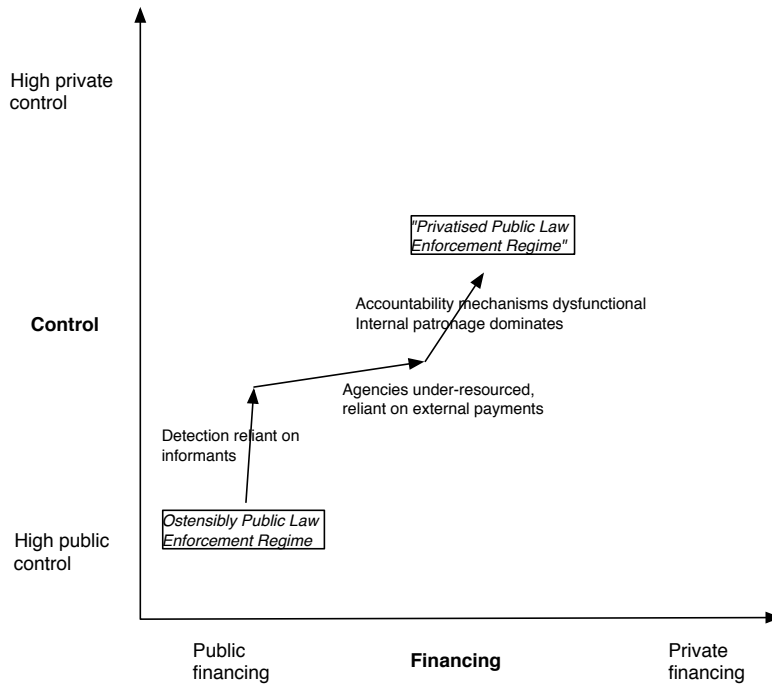 High private
control
"Privatised Public Law
Enforcement Regime"
Accountability mechanisms dysfunctional
Internal patronage dominates
Control
Agencies under-resourced,
reliant on external payments
Detection reliant on
informants
Ostensibly Public Law
Enforcement Regime
High public
control
Public
financing
Financing
Private
financing